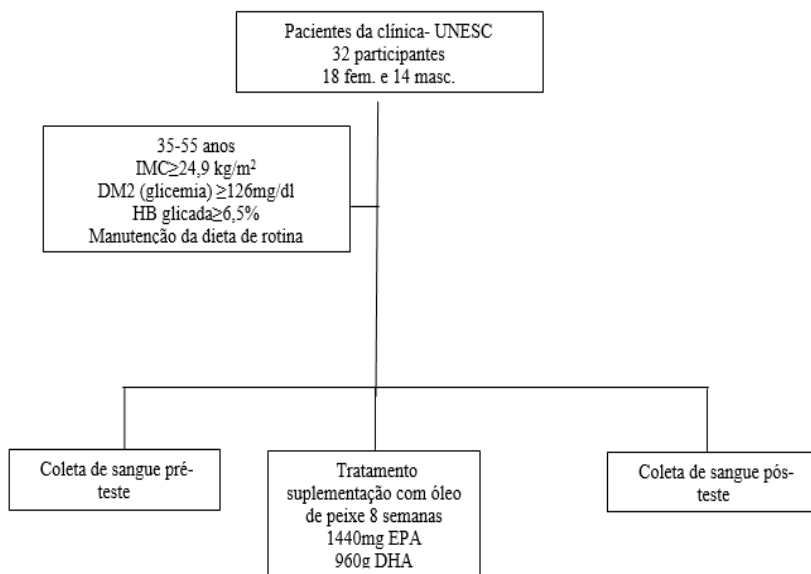 Pacientes da clínica- UNESC
32 participantes
18 fem. e 14 masc.
35-55 anos
IMC≥24,9 kg/m²
DM2 (glicemia) ≥126mg/dl
HB glicada≥6,5%
Manutenção da dieta de rotina
Coleta de sangue pré-
teste
Tratamento
suplementação com óleo
de peixe 8 semanas
1440mg EPA
960g DHA
Coleta de sangue pós-
teste